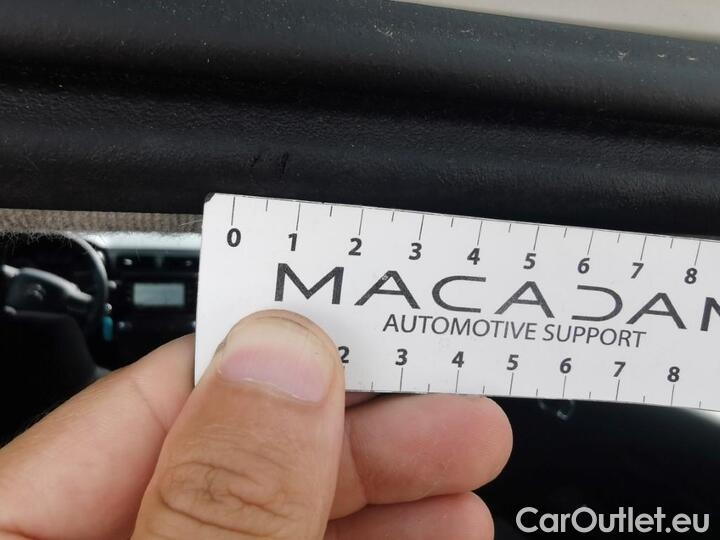 0 1 2 3 4 5 6 7 8
MACADAM
AUTOMOTIVE SUPPORT
2 3 4 5 6 7 8
CarOutlet.eu